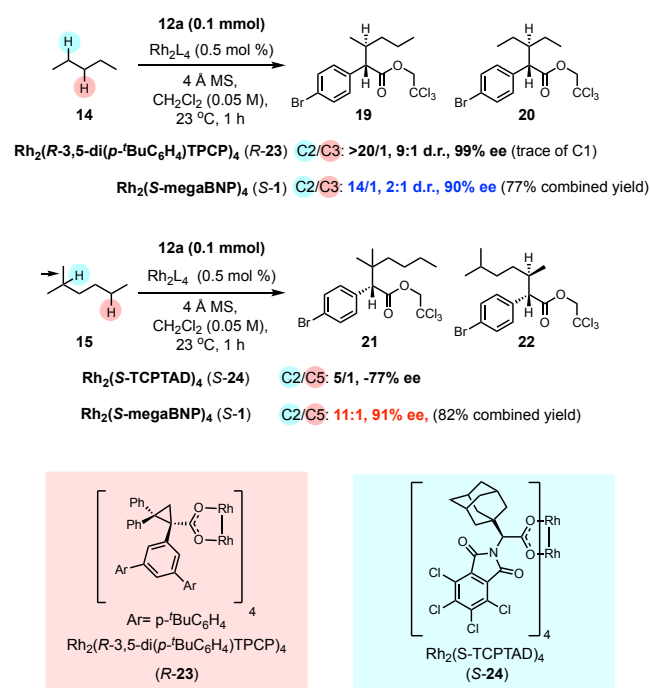 12a (0.1 mmol)
Rh2L4 (0.5 mol %)
4 Å MS,
CH2Cl2 (0.05 M),
23 °C, 1 h
H
H
14
H
O
O
CCl3
Br
19
H
O
O
CCl3
Br
20
Rh2(R-3,5-di(p-tBuC6H4)TPCP)4 (R-23) C2/C3: >20/1, 9:1 d.r., 99% ee (trace of C1)
Rh2(S-megaBNP)4 (S-1) C2/C3: 14/1, 2:1 d.r., 90% ee (77% combined yield)
12a (0.1 mmol)
Rh2L4 (0.5 mol %)
4 Å MS,
CH2Cl2 (0.05 M),
23 °C, 1 h
H
H
15
O
O
CCl3
Br
21
H
O
O
CCl3
Br
22
Rh2(S-TCPTAD)4 (S-24) C2/C5: 5/1, -77% ee
Rh2(S-megaBNP)4 (S-1) C2/C5: 11:1, 91% ee, (82% combined yield)
Ph
Ph
O Rh
O Rh
Ar
Ar
4
Ar= p-tBuC6H4
Rh2(R-3,5-di(p-tBuC6H4)TPCP)4
(R-23)
O Rh
O Rh
O N O
Cl
Cl
Cl
Cl
4
Rh2(S-TCPTAD)4
(S-24)